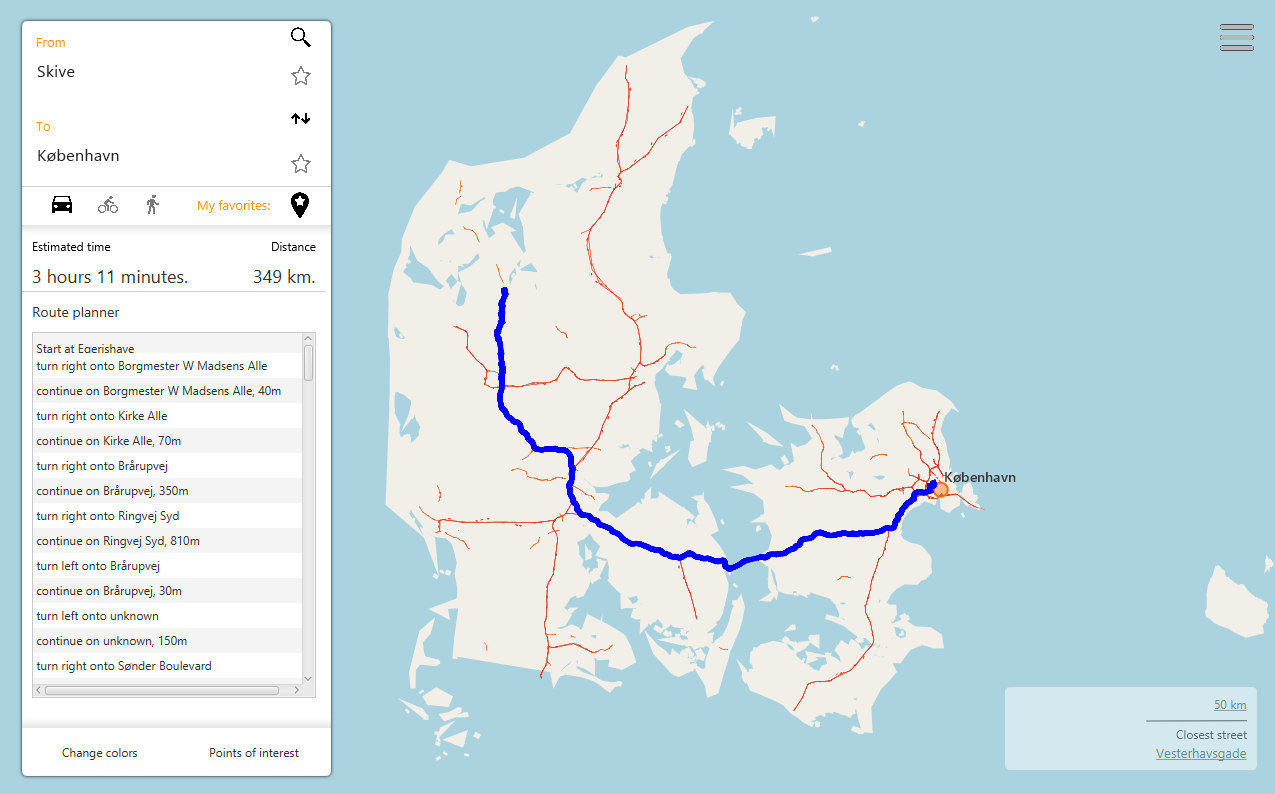 From
Skive
To
København
My favorites:
Estimated time
Distance
3 hours 11 minutes.
349 km.
Route planner
Start at Egerishave
turn right onto Borgmester W Madsens Alle
continue on Borgmester W Madsens Alle, 40m
turn right onto Kirke Alle
continue on Kirke Alle, 70m
turn right onto Brårupvej
continue on Brårupvej, 350m
turn right onto Ringvej Syd
continue on Ringvej Syd, 810m
turn left onto Brårupvej
continue on Brårupvej, 30m
turn left onto unknown
continue on unknown, 150m
turn right onto Sønder Boulevard
Change colors
Points of interest
København
50 km
Closest street
Vesterhavsgade